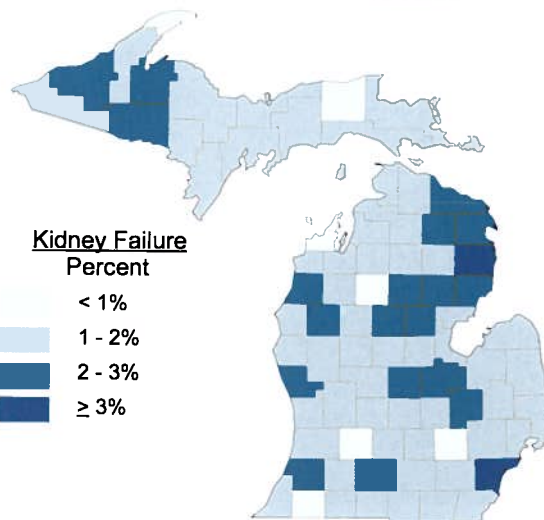 Kidney Failure
Percent
< 1%
1 - 2%
2 - 3%
≥ 3%